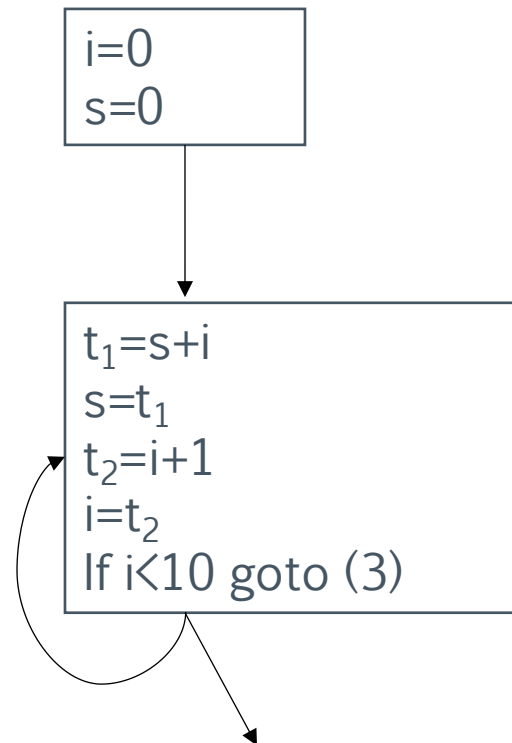 i=0
s=0
t₁=s+i
s=t₁
t₂=i+1
i=t₂
If i<10 goto (3)